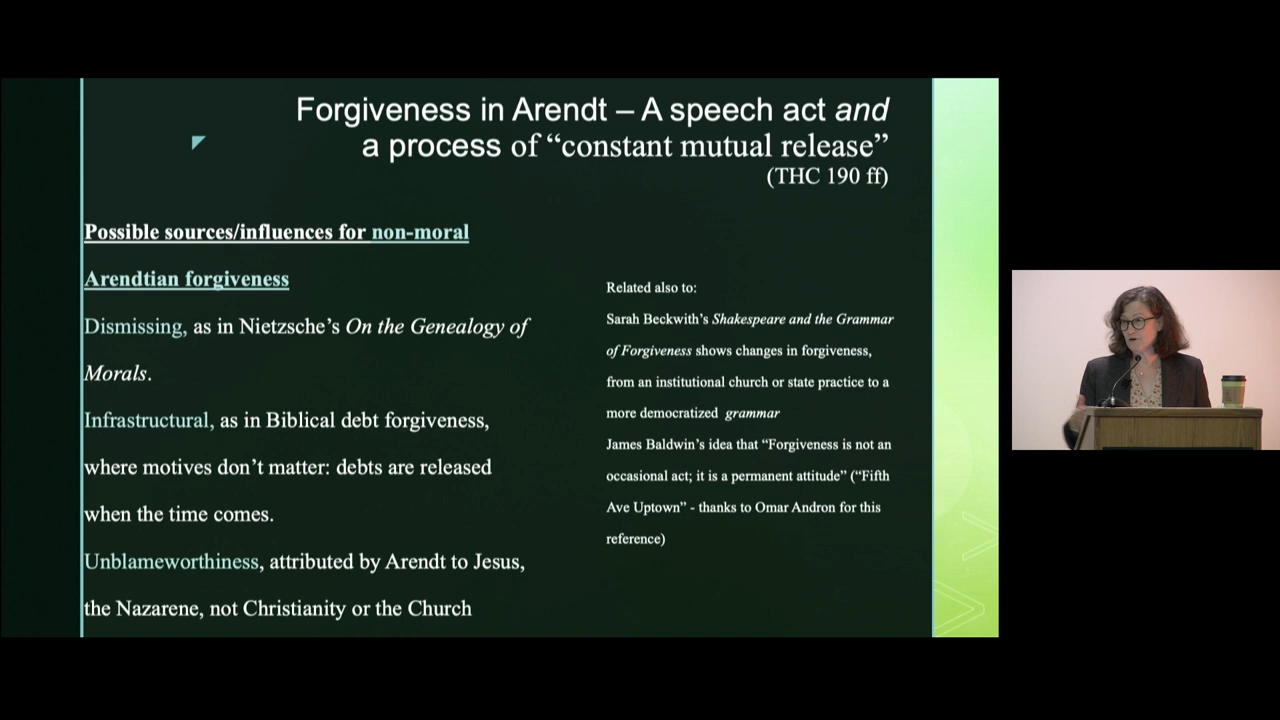 Forgiveness in Arendt – A speech act and
a process of “constant mutual release”
(THC 190 ff)
Possible sources/influences for non-moral
Arendtian forgiveness
Dismissing, as in Nietzsche’s On the Genealogy of
Morals.
Infrastructural, as in Biblical debt forgiveness,
where motives don’t matter: debts are released
when the time comes.
Unblameworthiness, attributed by Arendt to Jesus,
the Nazarene, not Christianity or the Church
Related also to:
Sarah Beckwith’s Shakespeare and the Grammar
of Forgiveness shows changes in forgiveness,
from an institutional church or state practice to a
more democratized grammar
James Baldwin’s idea that “Forgiveness is not an
occasional act; it is a permanent attitude” (“Fifth
Ave Uptown” - thanks to Omar Andron for this
reference)